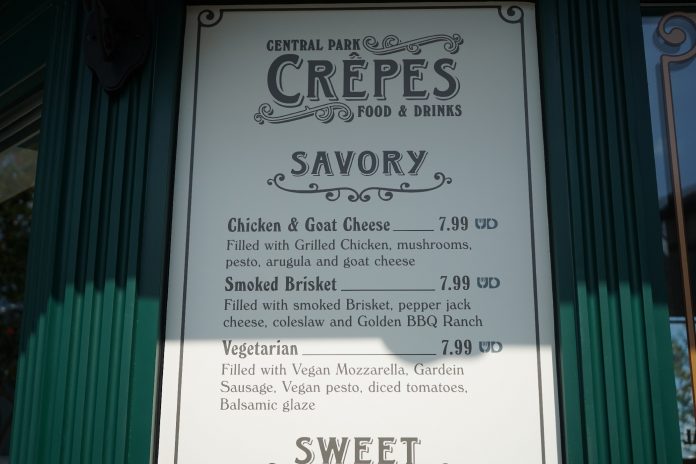 CENTRAL PARK
CRÊPES
FOOD & DRINKS
SAVORY
Chicken & Goat Cheese 7.99
Filled with Grilled Chicken, mushrooms,
pesto, arugula and goat cheese
Smoked Brisket 7.99
Filled with smoked Brisket, pepper jack
cheese, coleslaw and Golden BBQ Ranch
Vegetarian 7.99
Filled with Vegan Mozzarella, Gardein
Sausage, Vegan pesto, diced tomatoes,
Balsamic glaze
SWEET